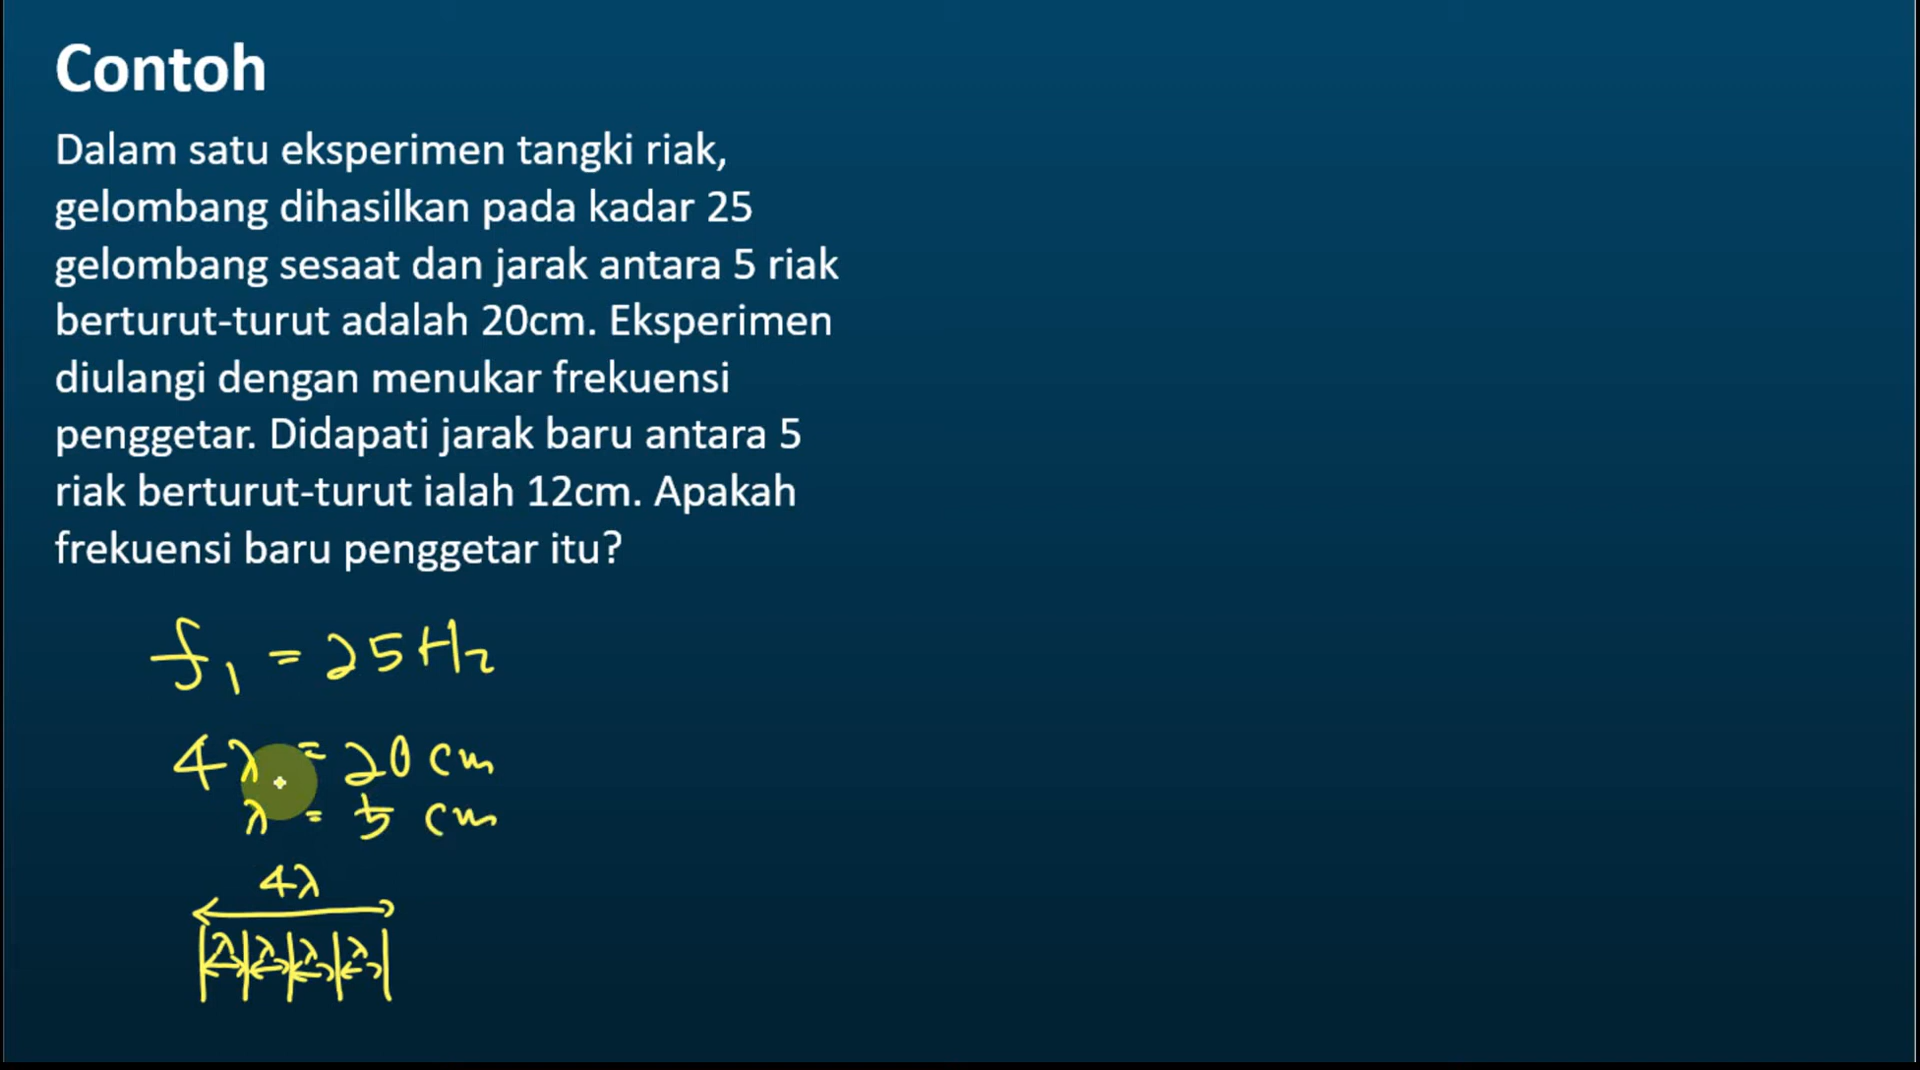 Contoh
Dalam satu eksperimen tangki riak,
gelombang dihasilkan pada kadar 25
gelombang sesaat dan jarak antara 5 riak
berturut-turut adalah 20cm. Eksperimen
diulangi dengan menukar frekuensi
penggetar. Didapati jarak baru antara 5
riak berturut-turut ialah 12cm. Apakah
frekuensi baru penggetar itu?
f₁ = 25 Hz
4λ = 20 cm
λ = 5 cm
4λ
λ λ λ λ